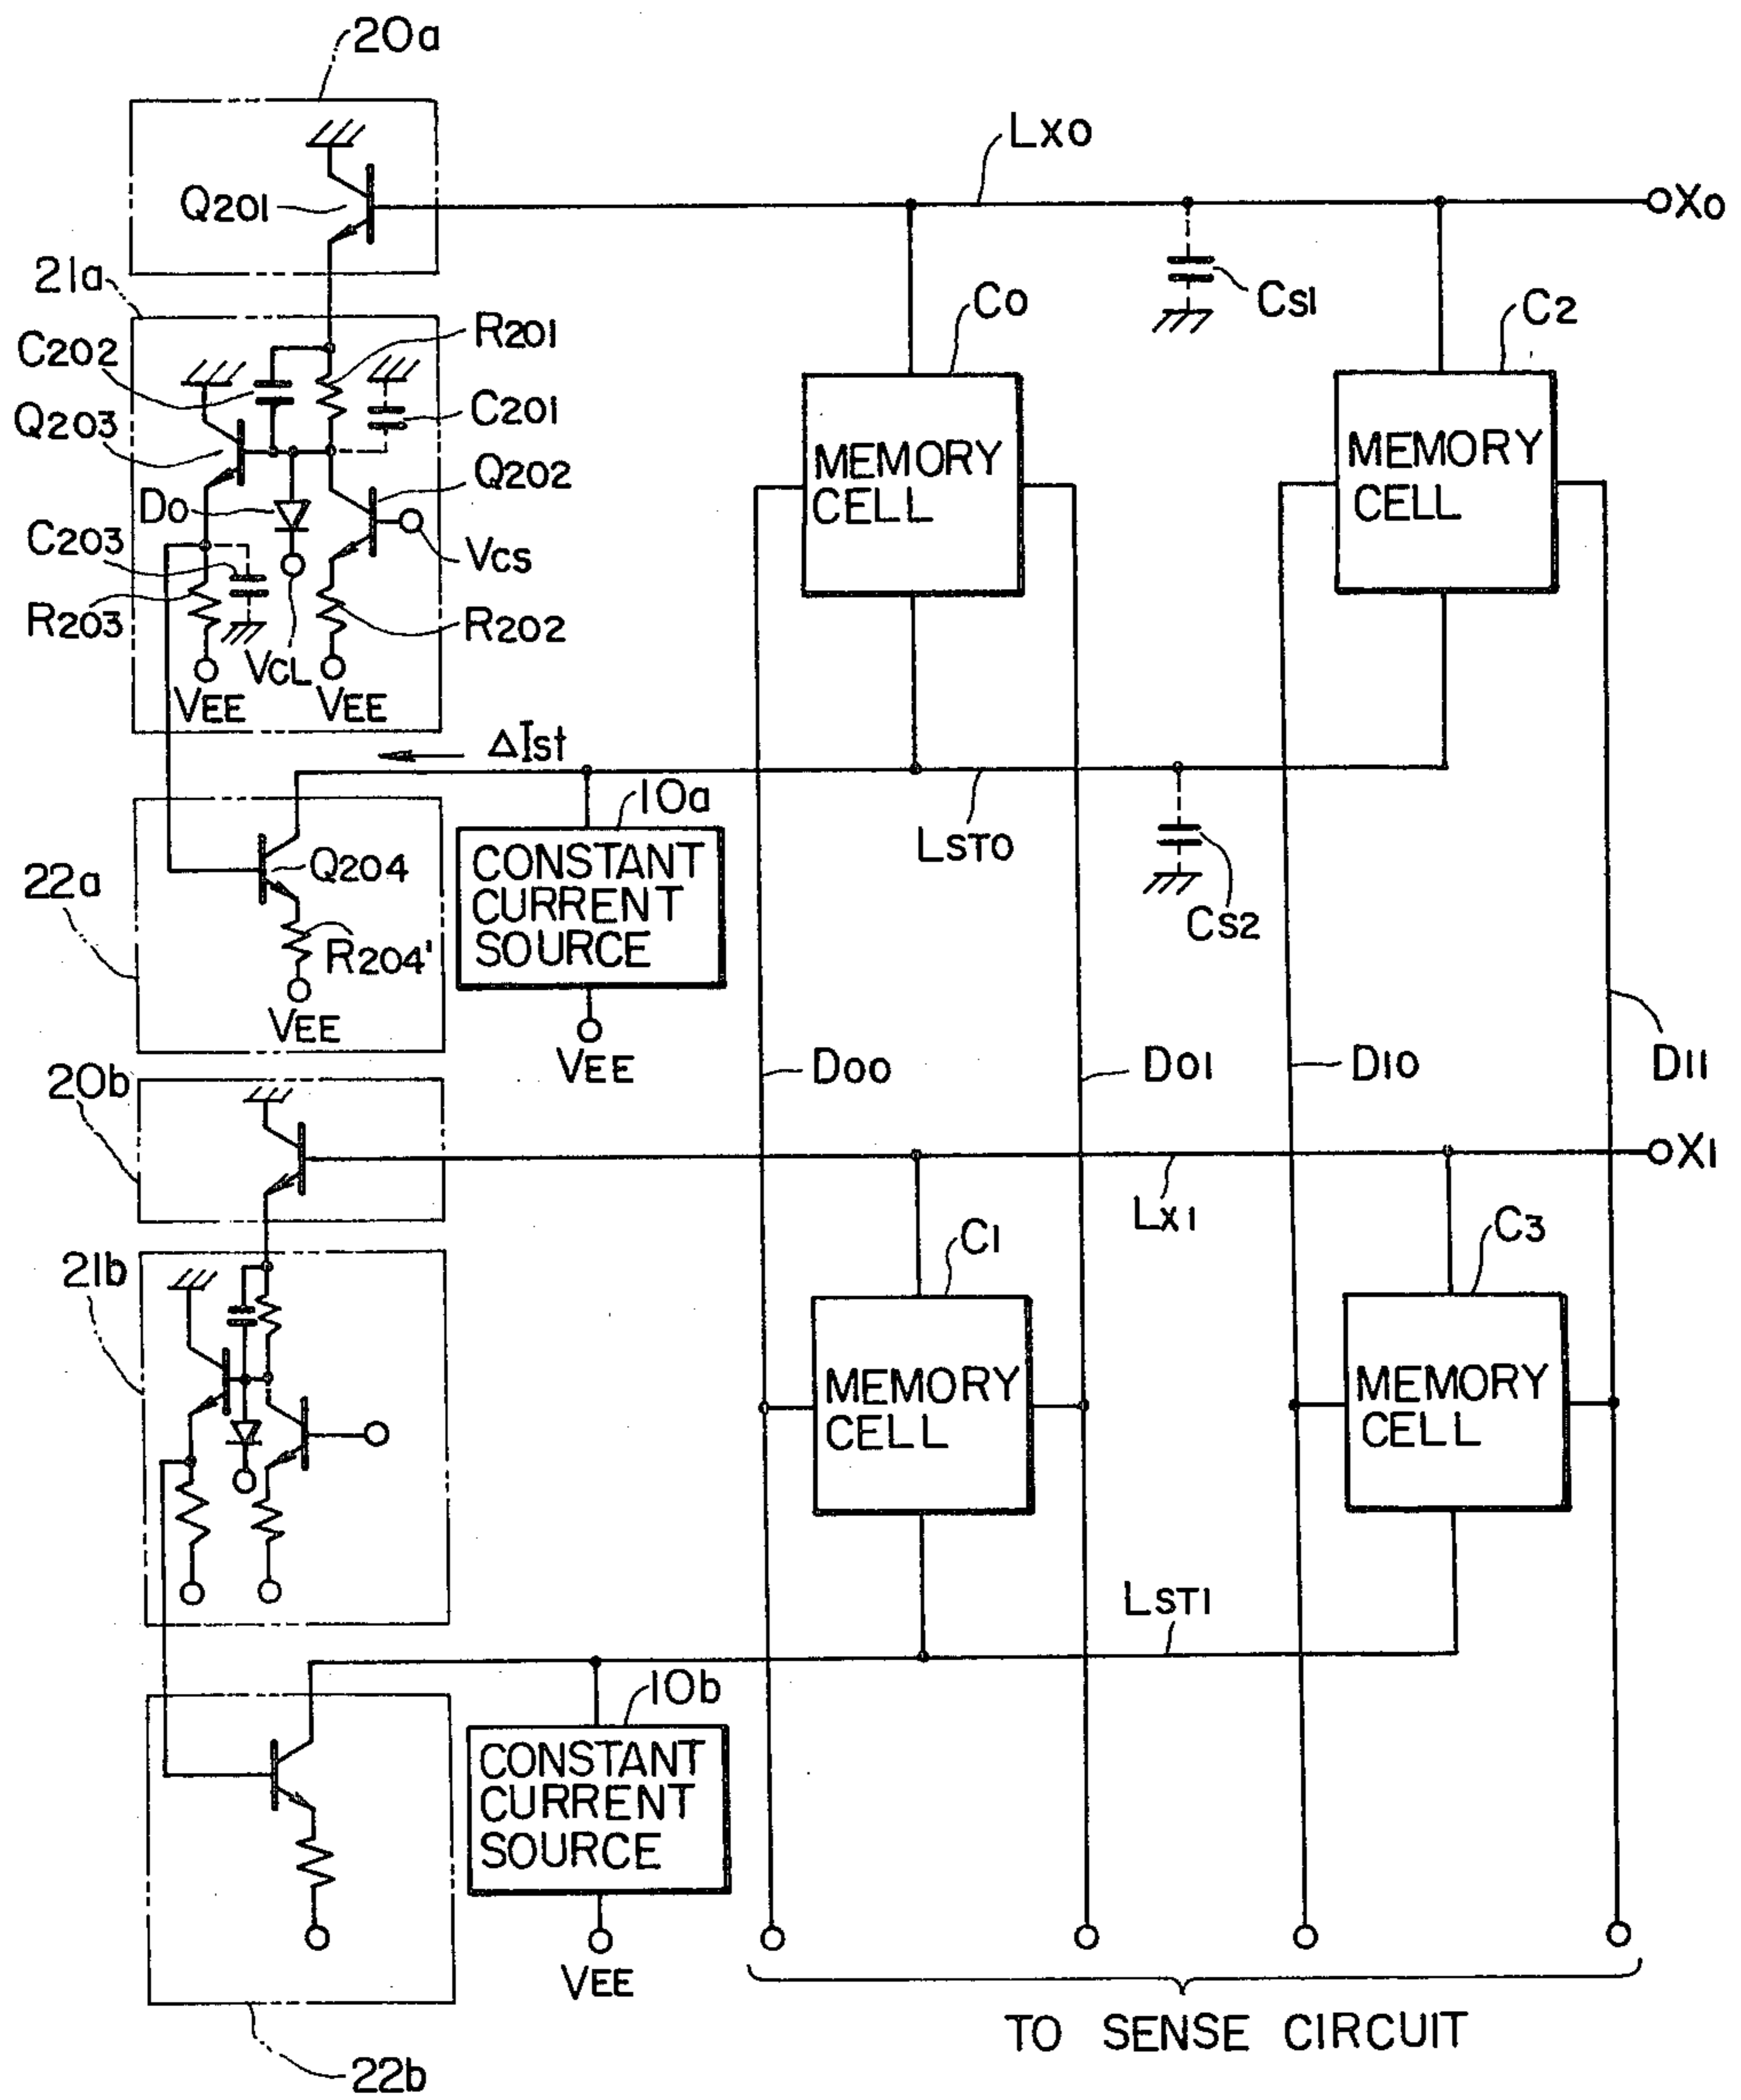 20a
Lx0
Q201
X0
21a
R201
C0
Cs1
C2
C202
C201
Q203
Q202
MEMORY
CELL
MEMORY
CELL
D0
C203
Vcs
R203
R202
VCL
VEE
VEE
ΔIst
10a
LST0
Q204
CONSTANT
CURRENT
SOURCE
22a
Cs2
R204'
VEE
VEE
D00
D01
D10
D11
20b
X1
Lx1
C1
C3
21b
MEMORY
CELL
MEMORY
CELL
LST1
10b
CONSTANT
CURRENT
SOURCE
VEE
TO SENSE CIRCUIT
22b